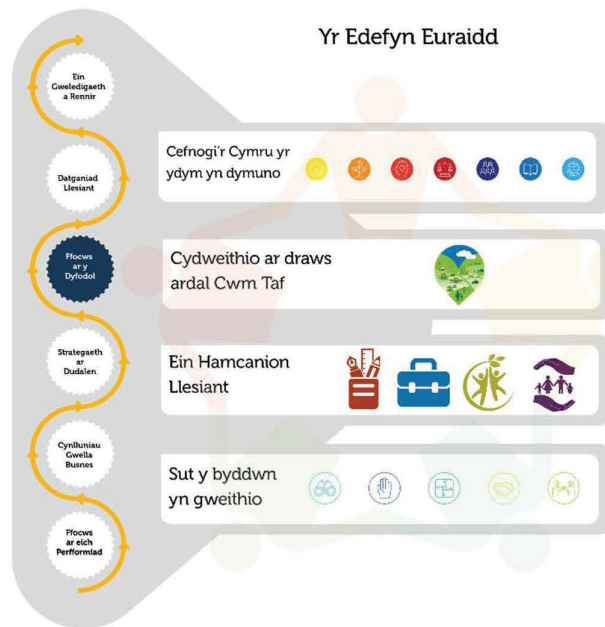 Yr Edefyn Euraidd
Ein
Gweledigaeth
a Rennir
Datganiad
Llesiant
Ffocws
ar y
Dyfodol
Strategaeth
ar
Dudalen
Cynlluniau
Gwella
Busnes
Ffocws
ar eich
Perfformiad
Cefnogi'r Cymru yr
ydym yn dymuno
Cydweithio ar draws
ardal Cwm Taf
Ein Hamcanion
Llesiant
Sut y byddwn
yn gweithio